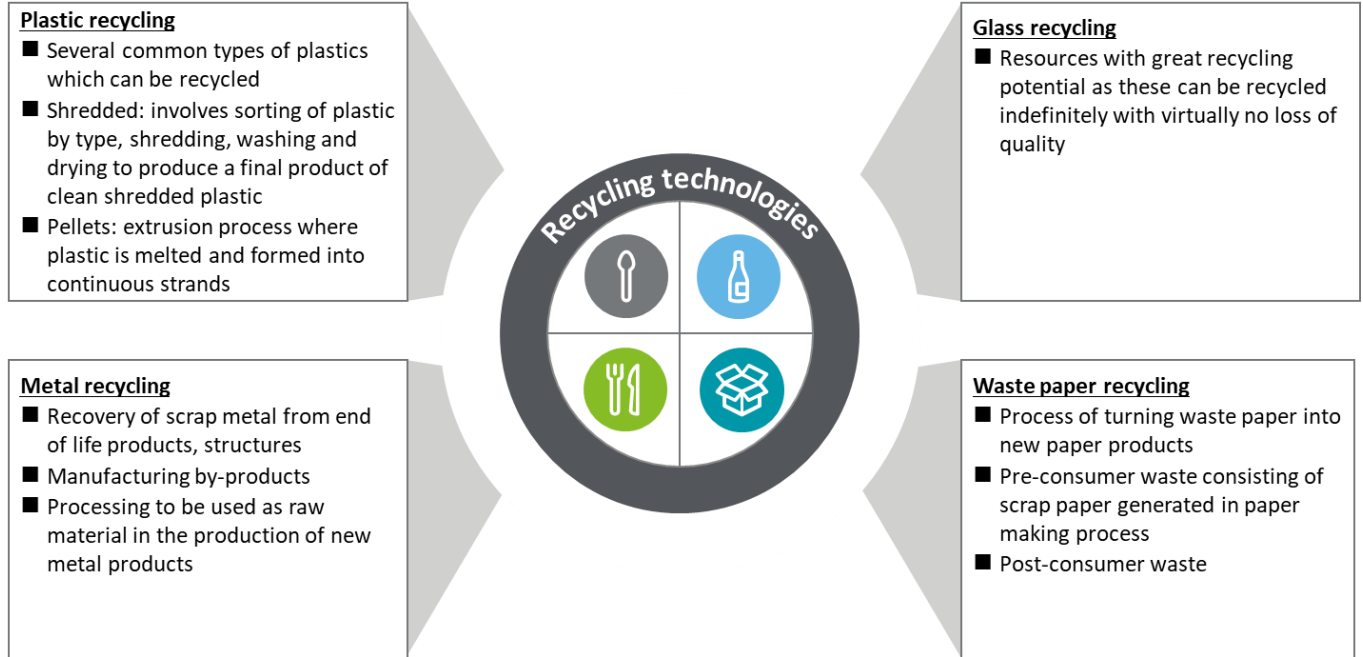 Plastic recycling
■ Several common types of plastics
which can be recycled
■ Shredded: involves sorting of plastic
by type, shredding, washing and
drying to produce a final product of
clean shredded plastic
■ Pellets: extrusion process where
plastic is melted and formed into
continuous strands
Glass recycling
■ Resources with great recycling
potential as these can be recycled
indefinitely with virtually no loss of
quality
Recycling technologies
Metal recycling
■ Recovery of scrap metal from end
of life products, structures
■ Manufacturing by-products
■ Processing to be used as raw
material in the production of new
metal products
Waste paper recycling
■ Process of turning waste paper into
new paper products
■ Pre-consumer waste consisting of
scrap paper generated in paper
making process
■ Post-consumer waste